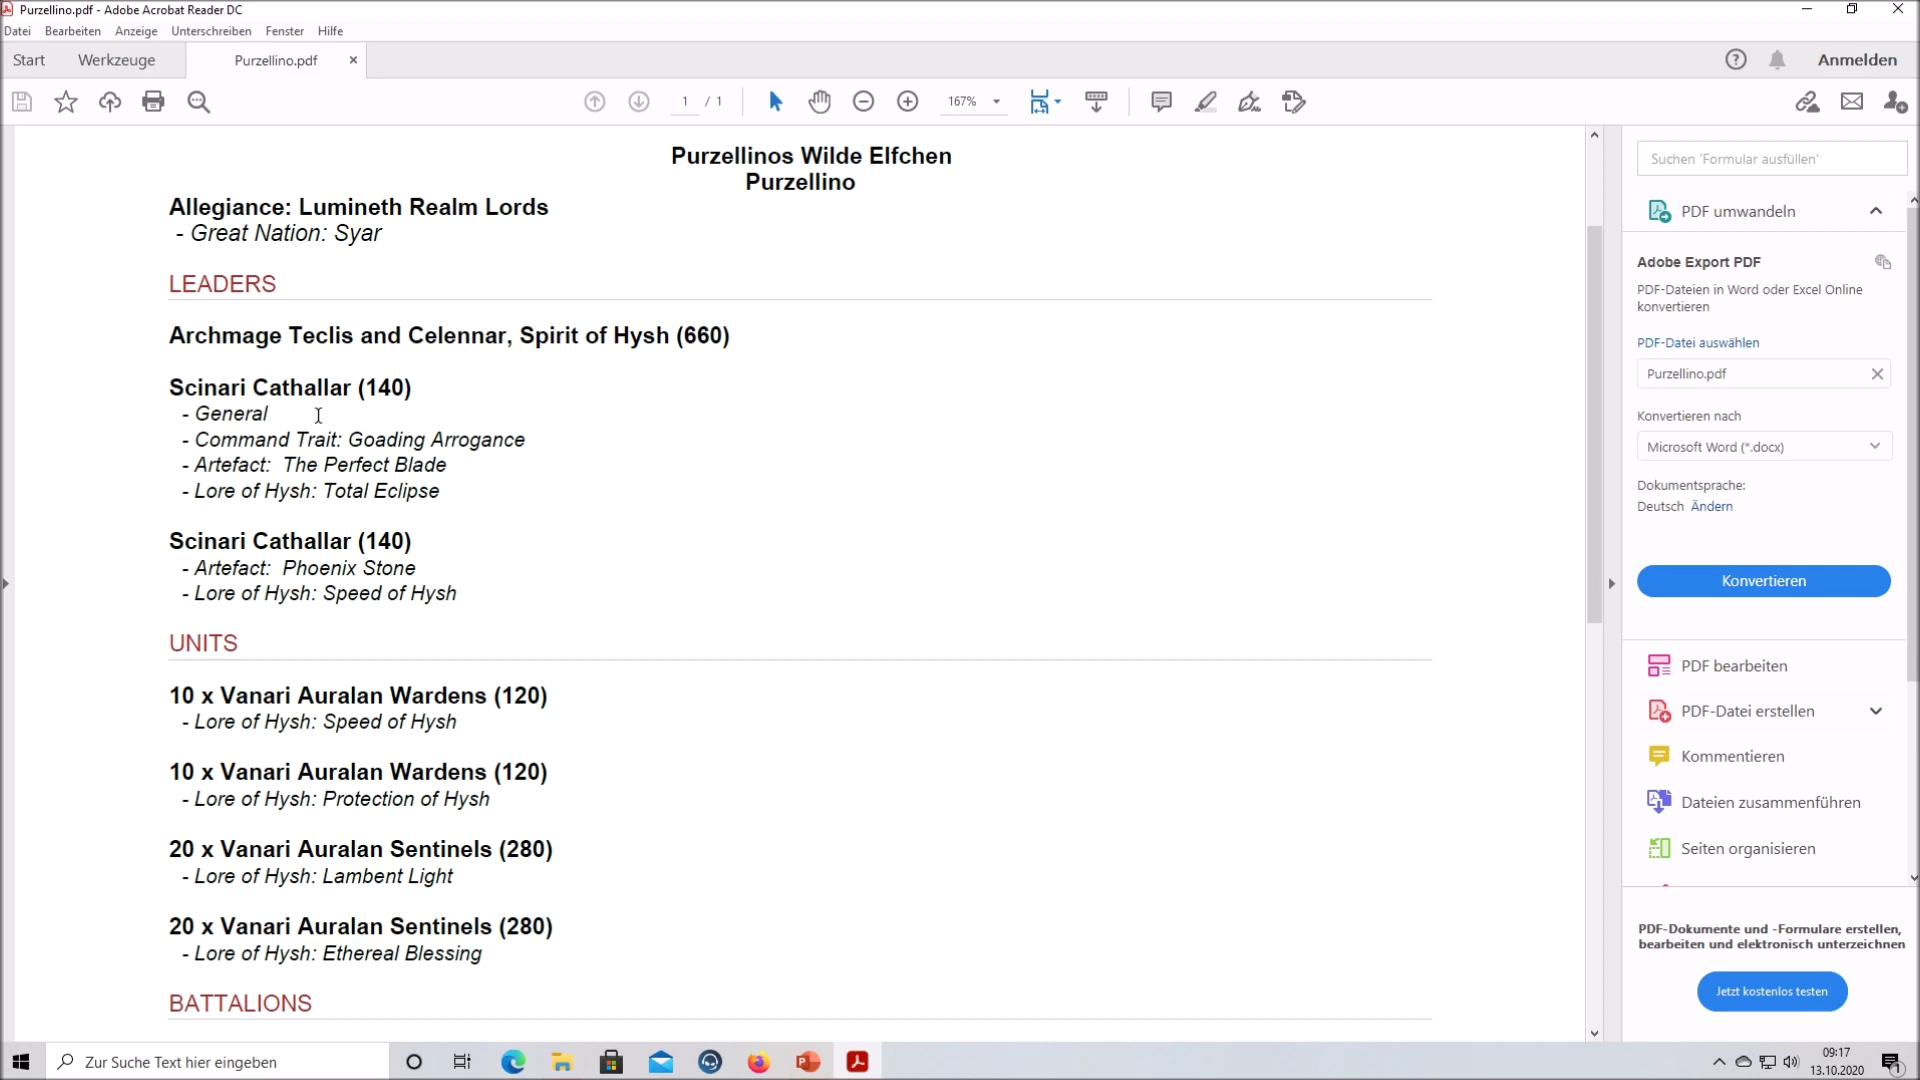 Purzellino.pdf - Adobe Acrobat Reader DC
Datei Bearbeiten Anzeige Unterschreiben Fenster Hilfe
Start Werkzeuge Purzellino.pdf × Anmelden
1 / 1 167%
Purzellinos Wilde Elfchen
Purzellino
Allegiance: Lumineth Realm Lords
- Great Nation: Syar
LEADERS
Archmage Teclis and Celennar, Spirit of Hysh (660)
Scinari Cathallar (140)
- General
- Command Trait: Goading Arrogance
- Artefact: The Perfect Blade
- Lore of Hysh: Total Eclipse
Scinari Cathallar (140)
- Artefact: Phoenix Stone
- Lore of Hysh: Speed of Hysh
UNITS
10 x Vanari Auralan Wardens (120)
- Lore of Hysh: Speed of Hysh
10 x Vanari Auralan Wardens (120)
- Lore of Hysh: Protection of Hysh
20 x Vanari Auralan Sentinels (280)
- Lore of Hysh: Lambent Light
20 x Vanari Auralan Sentinels (280)
- Lore of Hysh: Ethereal Blessing
BATTALIONS
Suchen 'Formular ausfüllen'
PDF umwandeln
Adobe Export PDF
PDF-Dateien in Word oder Excel Online
konvertieren
PDF-Datei auswählen
Purzellino.pdf
Konvertieren nach
Microsoft Word (*.docx)
Dokumentsprache:
Deutsch Ändern
Konvertieren
PDF bearbeiten
PDF-Datei erstellen
Kommentieren
Dateien zusammenführen
Seiten organisieren
PDF-Dokumente und -Formulare erstellen,
bearbeiten und elektronisch unterzeichnen
Jetzt kostenlos testen
Zur Suche Text hier eingeben
09:17
13.10.2020
1